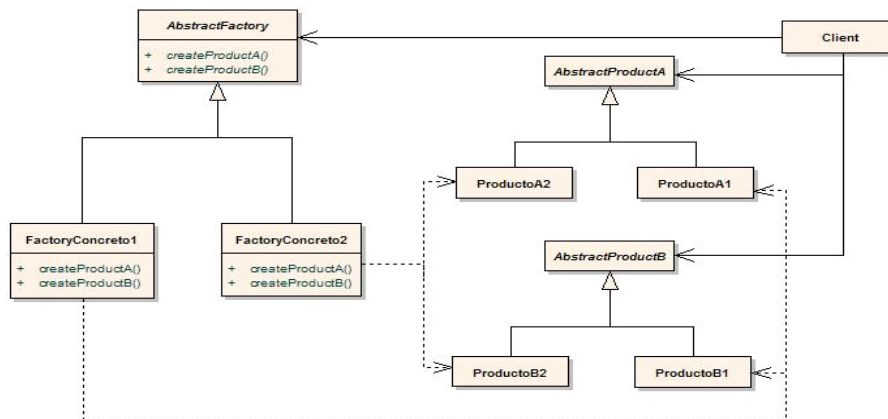 AbstractFactory
+ createProductA()
+ createProductB()
Client
AbstractProductA
ProductoA2
ProductoA1
FactoryConcreto1
+ createProductA()
+ createProductB()
FactoryConcreto2
+ createProductA()
+ createProductB()
AbstractProductB
ProductoB2
ProductoB1